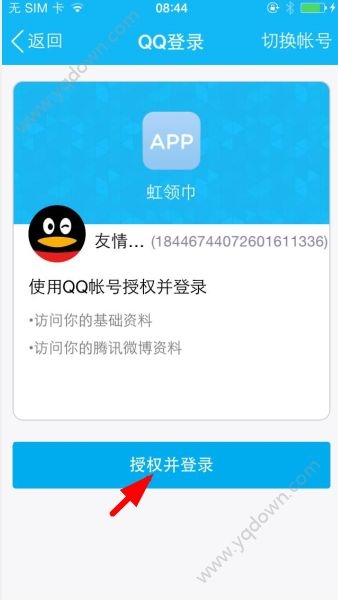 无 SIM 卡 08:44
返回 QQ登录 切换帐号
APP
虹领巾
友情... (18446744072601611336)
使用QQ帐号授权并登录
•访问你的基础资料
•访问你的腾讯微博资料
授权并登录
www.yqdown.com
www.yqdown.com